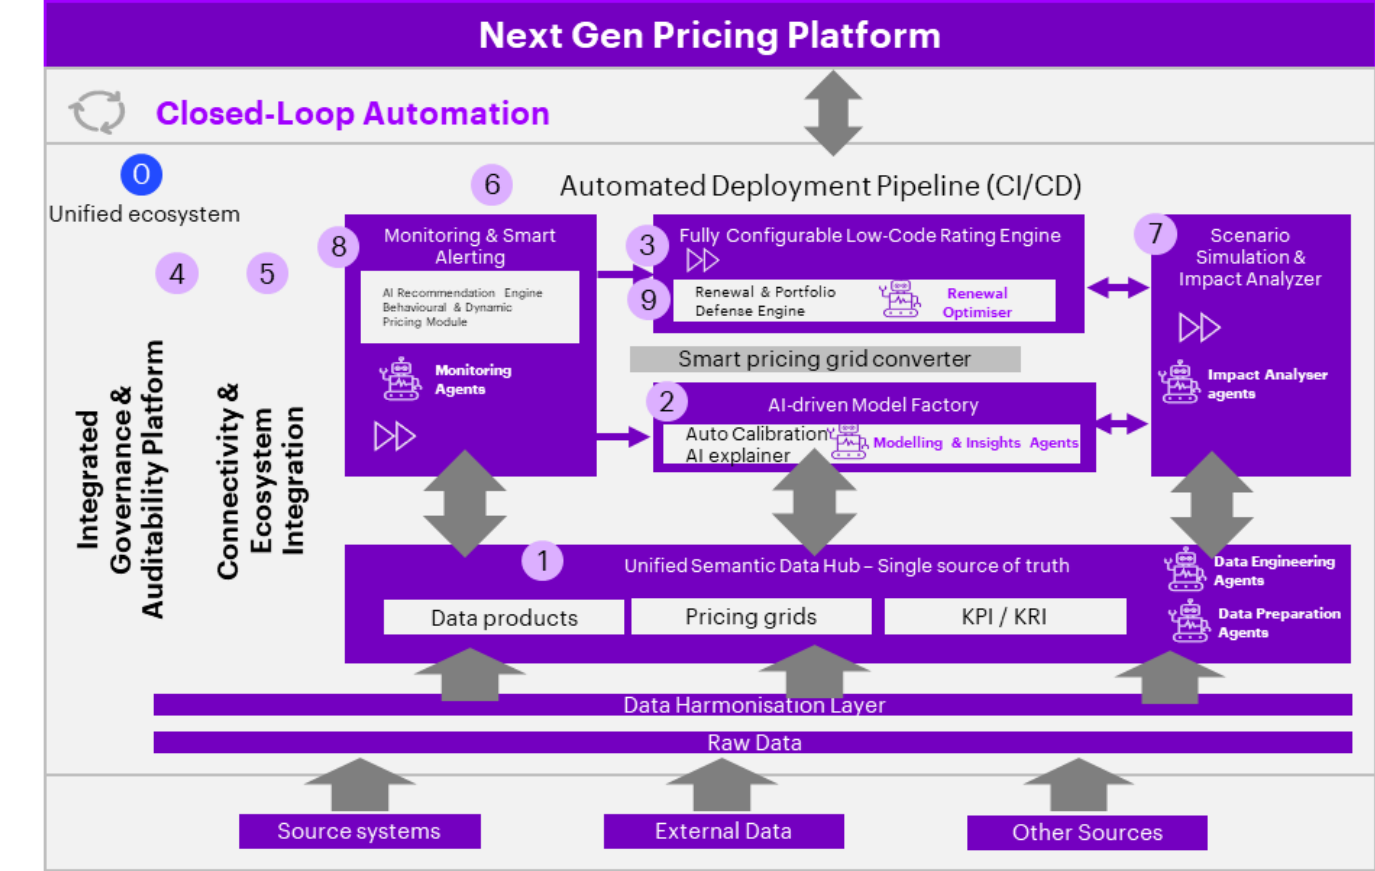 Next Gen Pricing Platform
Closed-Loop Automation
0
Unified ecosystem
6
Automated Deployment Pipeline (CI/CD)
4
5
Integrated
Governance &
Auditability Platform
Connectivity &
Ecosystem
Integration
8
Monitoring & Smart
Alerting
AI Recommendation Engine
Behavioural & Dynamic
Pricing Module
Monitoring
Agents
3
Fully Configurable Low-Code Rating Engine
9
Renewal & Portfolio
Defense Engine
Renewal
Optimiser
Smart pricing grid converter
2
AI-driven Model Factory
Auto Calibration
AI explainer
Modelling & Insights Agents
7
Scenario
Simulation &
Impact Analyzer
Impact Analyser
agents
1
Unified Semantic Data Hub – Single source of truth
Data products
Pricing grids
KPI / KRI
Data Engineering
Agents
Data Preparation
Agents
Data Harmonisation Layer
Raw Data
Source systems
External Data
Other Sources